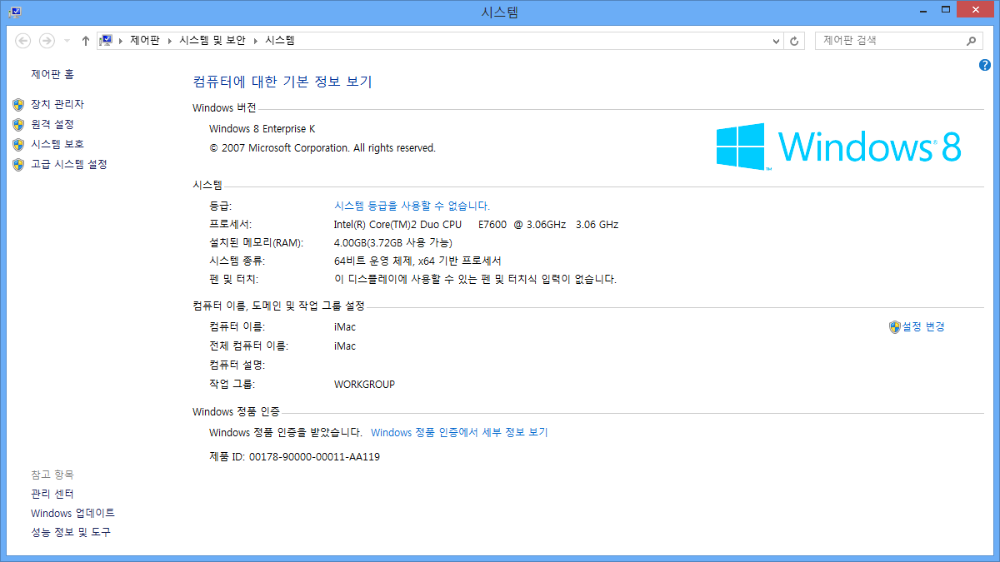 시스템
제어판 시스템 및 보안 시스템
제어판 검색
제어판 홈
장치 관리자
원격 설정
시스템 보호
고급 시스템 설정
컴퓨터에 대한 기본 정보 보기
Windows 버전
Windows 8 Enterprise K
© 2007 Microsoft Corporation. All rights reserved.
Windows® 8
™
시스템
등급: 시스템 등급을 사용할 수 없습니다.
프로세서: Intel(R) Core(TM)2 Duo CPU E7600 @ 3.06GHz 3.06 GHz
설치된 메모리(RAM): 4.00GB(3.72GB 사용 가능)
시스템 종류: 64비트 운영 체제, x64 기반 프로세서
펜 및 터치: 이 디스플레이에 사용할 수 있는 펜 및 터치식 입력이 없습니다.
컴퓨터 이름, 도메인 및 작업 그룹 설정
컴퓨터 이름: iMac 설정 변경
전체 컴퓨터 이름: iMac
컴퓨터 설명:
작업 그룹: WORKGROUP
Windows 정품 인증
Windows 정품 인증을 받았습니다. Windows 정품 인증에서 세부 정보 보기
제품 ID: 00178-90000-00011-AA119
참고 항목
관리 센터
Windows 업데이트
성능 정보 및 도구